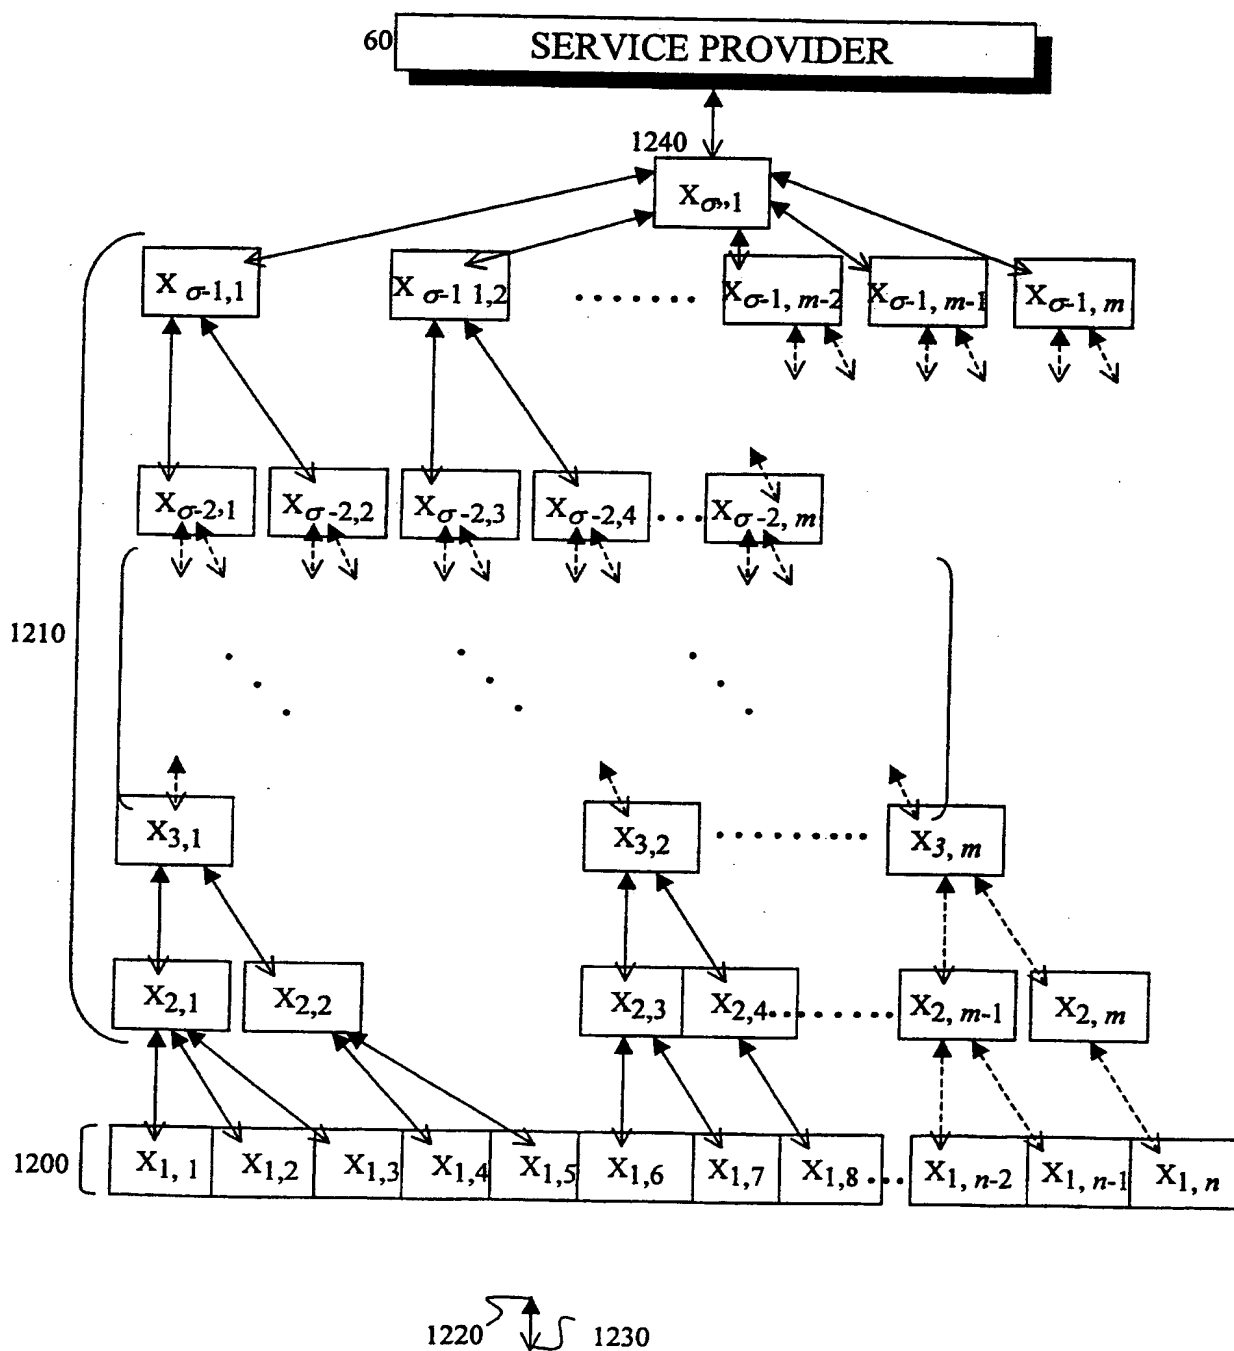 60 SERVICE PROVIDER
1240
Xσ,,1
X σ-1,1 X σ-1 1,2 ....... Xσ-1, m-2 Xσ-1, m-1 Xσ-1, m
Xσ-2,1 Xσ-2,2 Xσ-2,3 Xσ-2,4 .... Xσ-2, m
1210
X3,1 X3,2 ......... X3, m
X2,1 X2,2 X2,3 X2,4 ........ X2, m-1 X2, m
1200 X1, 1 X1,2 X1,3 X1,4 X1,5 X1,6 X1,7 X1,8 ... X1, n-2 X1, n-1 X1, n
1220 1230